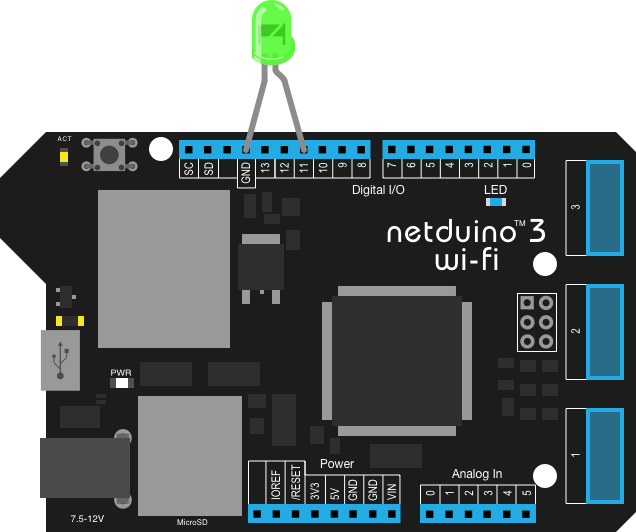 ACT
SC SD GND 13 12 11 10 9 8 7 6 5 4 3 2 1 0
Digital I/O
LED
netduino™ 3
wi-fi
3
2
1
PWR
7.5-12V
MicroSD
Power
IOREF /RESET 3V3 5V GND GND VIN
Analog In
0 1 2 3 4 5